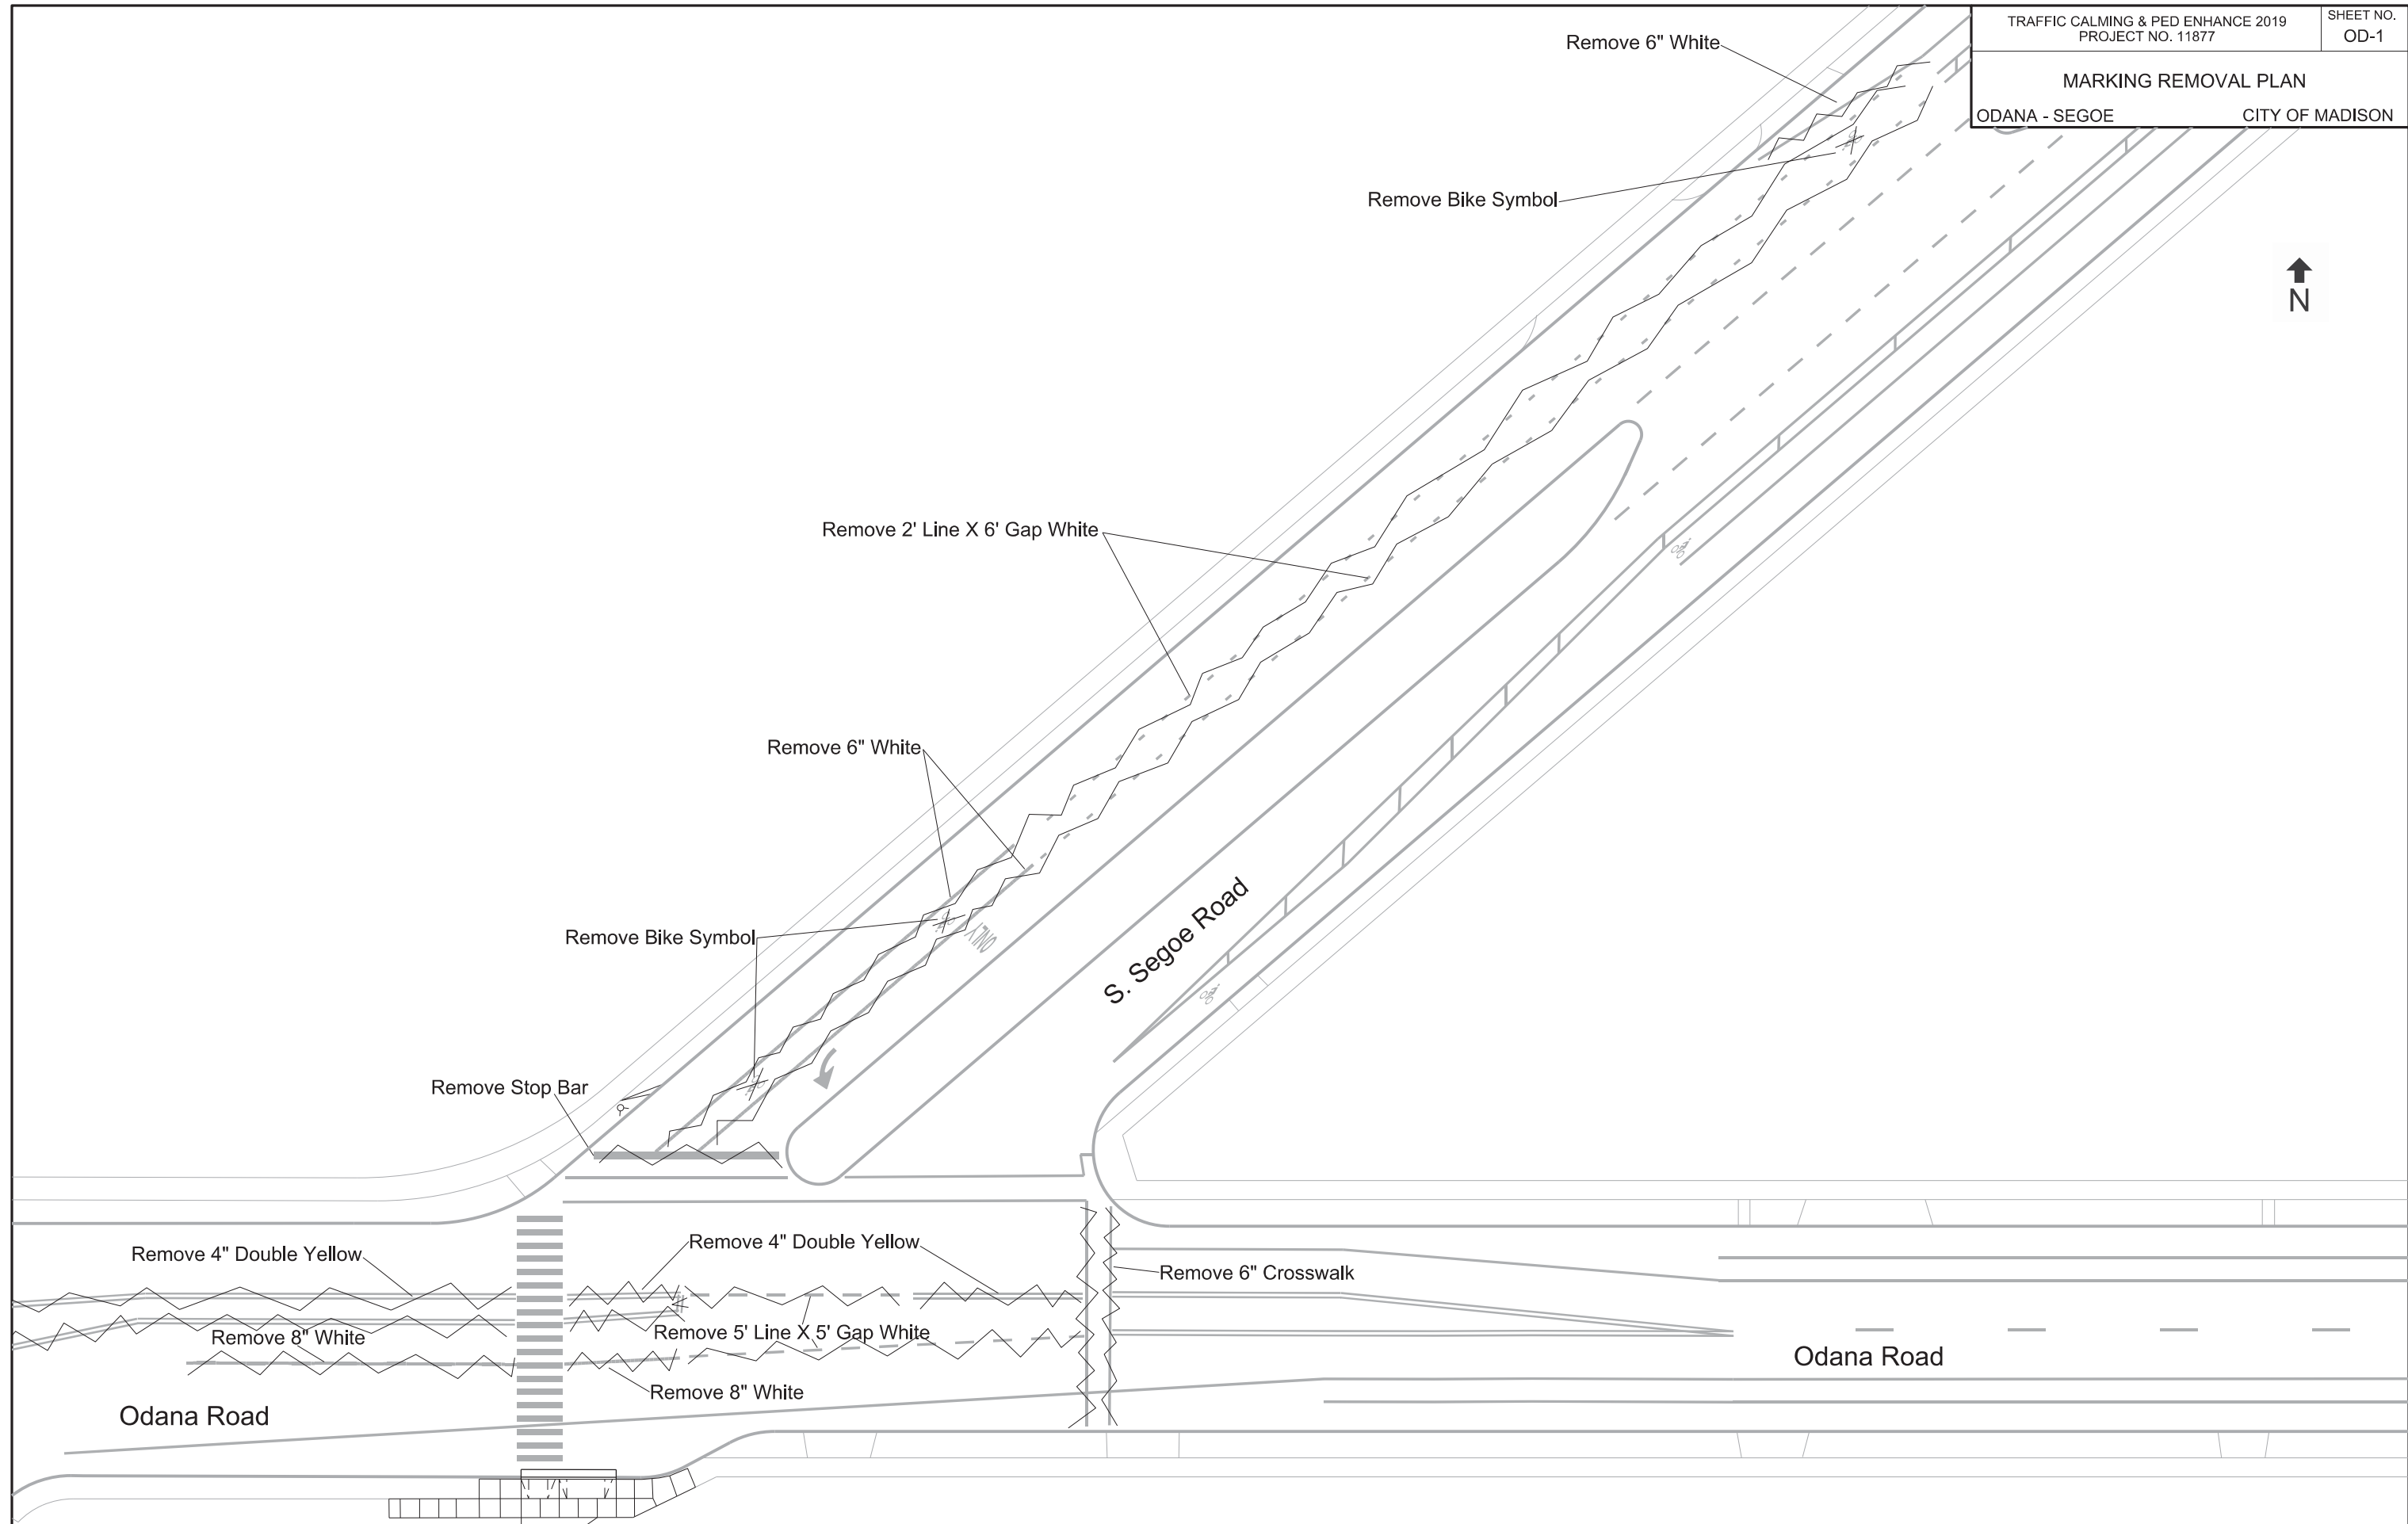 TRAFFIC CALMING & PED ENHANCE 2019
PROJECT NO. 11877
SHEET NO.
OD-1
MARKING REMOVAL PLAN
ODANA - SEGOE
CITY OF MADISON
Remove 6" White
Remove Bike Symbol
N
Remove 2' Line X 6' Gap White
Remove 6" White
ONLY
Remove Bike Symbol
S. Segoe Road
Remove Stop Bar
Remove 4" Double Yellow
Remove 4" Double Yellow
Remove 6" Crosswalk
Remove 8" White
Remove 5' Line X 5' Gap White
Odana Road
Remove 8" White
Odana Road